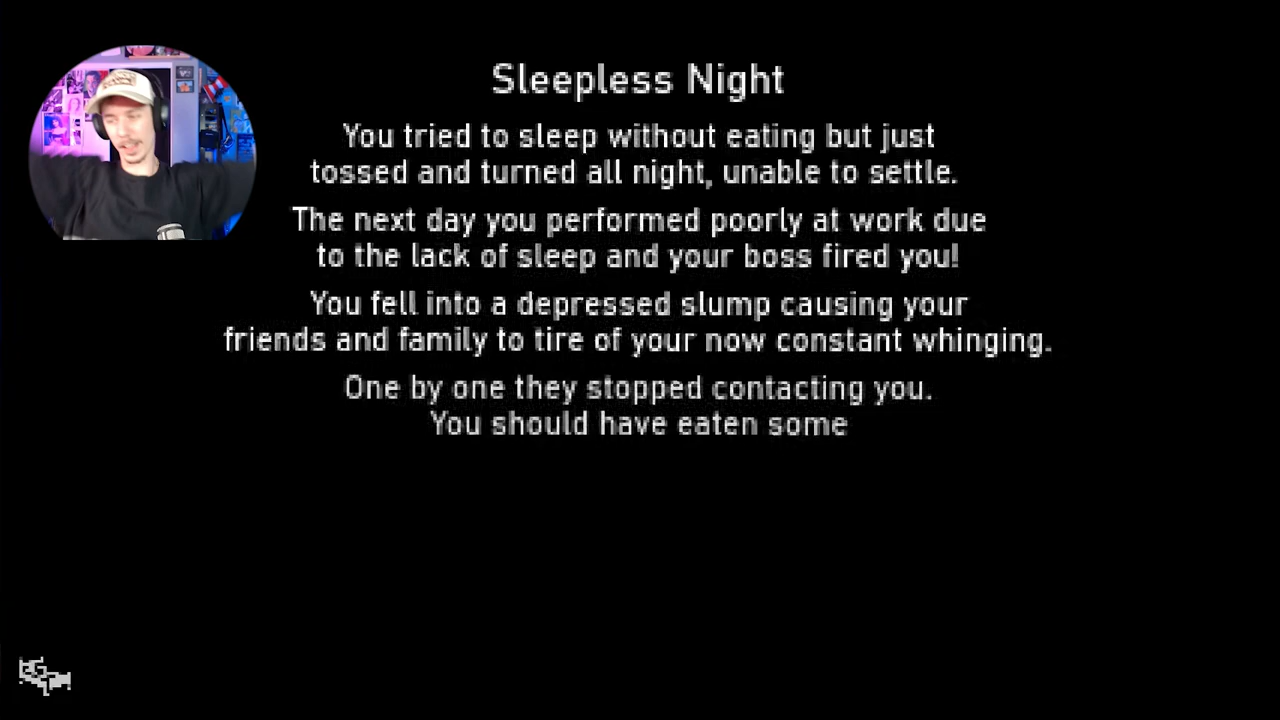 Sleepless Night
You tried to sleep without eating but just
tossed and turned all night, unable to settle.
The next day you performed poorly at work due
to the lack of sleep and your boss fired you!
You fell into a depressed slump causing your
friends and family to tire of your now constant whinging.
One by one they stopped contacting you.
You should have eaten some